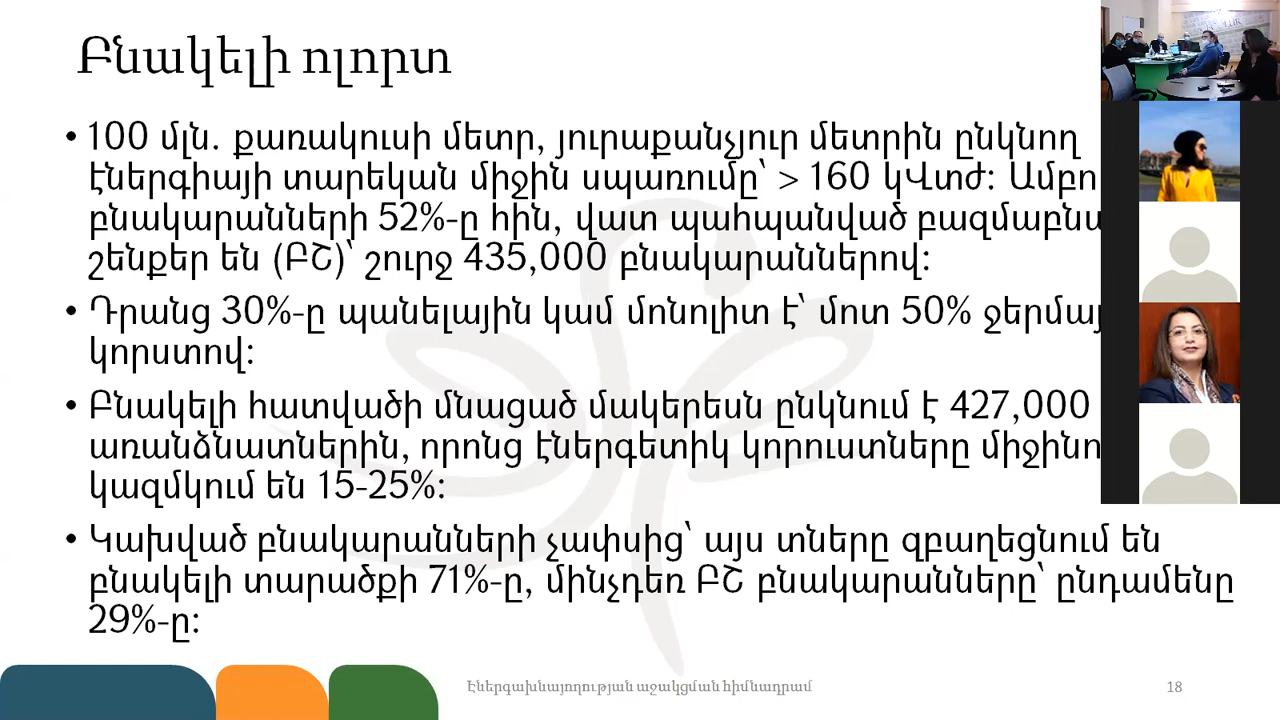 Բնակելի ոլորտ
• 100 մլն. քառակուսի մետր, յուրաքանչյուր մետրին ընկնող
էներգիայի տարեկան միջին սպառումը՝ > 160 կՎտժ: Ամբո
բնակարանների 52%-ը հին, վատ պահպանված բազմաբնա
շենքեր են (ԲՇ)՝ շուրջ 435,000 բնակարաններով:
• Դրանց 30%-ը պանելային կամ մոնոլիտ է՝ մոտ 50% ջերմայ
կորստով:
• Բնակելի հատվածի մնացած մակերեսն ընկնում է 427,000
առանձնատներին, որոնց էներգետիկ կորուստները միջինո
կազմկում են 15-25%:
• Կախված բնակարանների չափսից՝ այս տները զբաղեցնում են
բնակելի տարածքի 71%-ը, մինչդեռ ԲՇ բնակարանները՝ ընդամենը
29%-ը:
Էներգախնայողության աջակցման հիմնադրամ
18